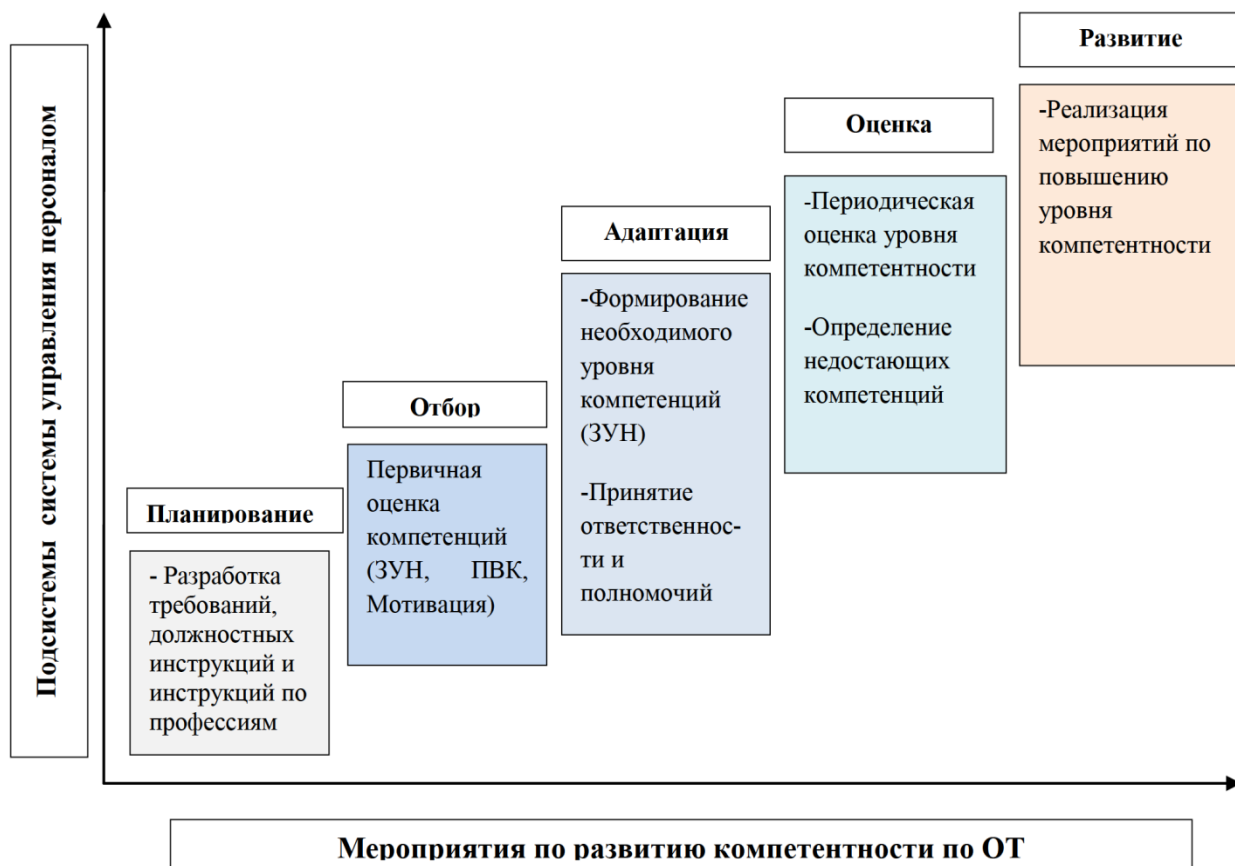 Подсистемы системы управления персоналом
Планирование
- Разработка
требований,
должностных
инструкций и
инструкций по
профессиям
Отбор
Первичная
оценка
компетенций
(ЗУН, ПВК,
Мотивация)
Адаптация
-Формирование
необходимого
уровня
компетенций
(ЗУН)
-Принятие
ответственнос-
ти и
полномочий
Оценка
-Периодическая
оценка уровня
компетентности
-Определение
недостающих
компетенций
Развитие
-Реализация
мероприятий по
повышению
уровня
компетентности
Мероприятия по развитию компетентности по ОТ